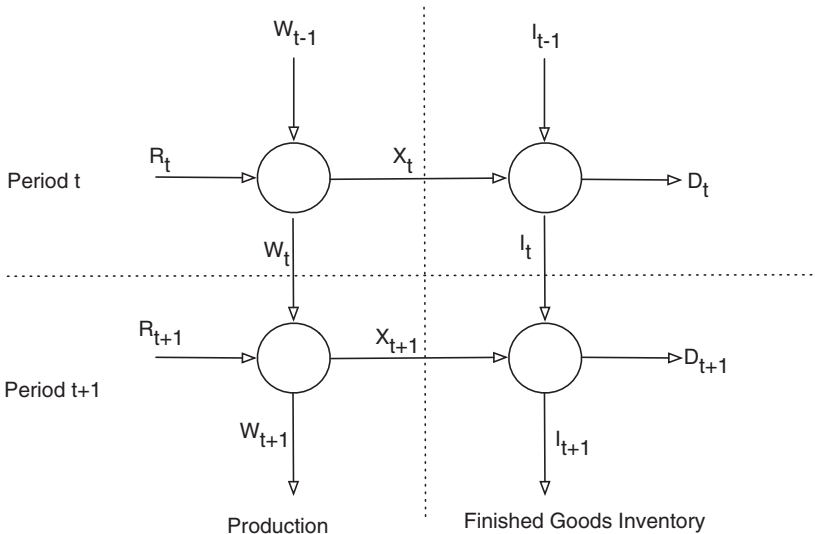 W_{t-1}
I_{t-1}
R_t
X_t
Period t
D_t
W_t
I_t
R_{t+1}
X_{t+1}
D_{t+1}
Period t+1
W_{t+1}
I_{t+1}
Production
Finished Goods Inventory